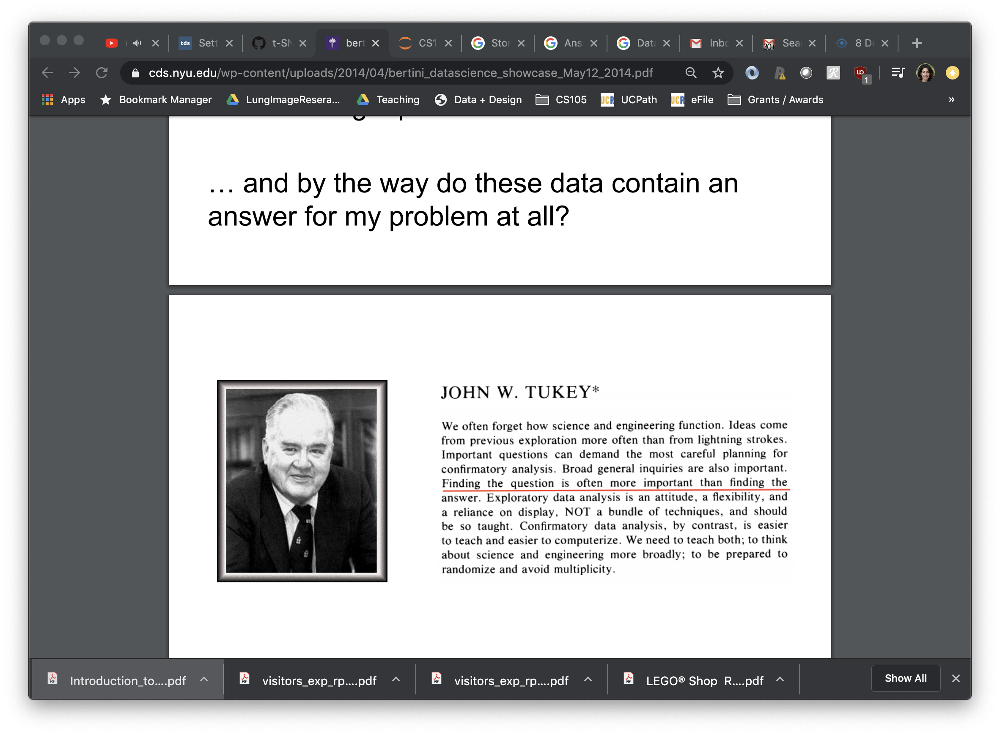 tds Sett t-SN bert CS1 Stor Ans Data Inbo 30+ Sea 8 De
cds.nyu.edu/wp-content/uploads/2014/04/bertini_datascience_showcase_May12_2014.pdf 1
Apps Bookmark Manager LungImageResera... Teaching Data + Design CS105 UCR UCPath UCR eFile Grants / Awards »
… and by the way do these data contain an
answer for my problem at all?
JOHN W. TUKEY*
We often forget how science and engineering function. Ideas come
from previous exploration more often than from lightning strokes.
Important questions can demand the most careful planning for
confirmatory analysis. Broad general inquiries are also important.
Finding the question is often more important than finding the
answer. Exploratory data analysis is an attitude, a flexibility, and
a reliance on display, NOT a bundle of techniques, and should
be so taught. Confirmatory data analysis, by contrast, is easier
to teach and easier to computerize. We need to teach both; to think
about science and engineering more broadly; to be prepared to
randomize and avoid multiplicity.
Introduction_to....pdf visitors_exp_rp....pdf visitors_exp_rp....pdf LEGO® Shop R....pdf Show All